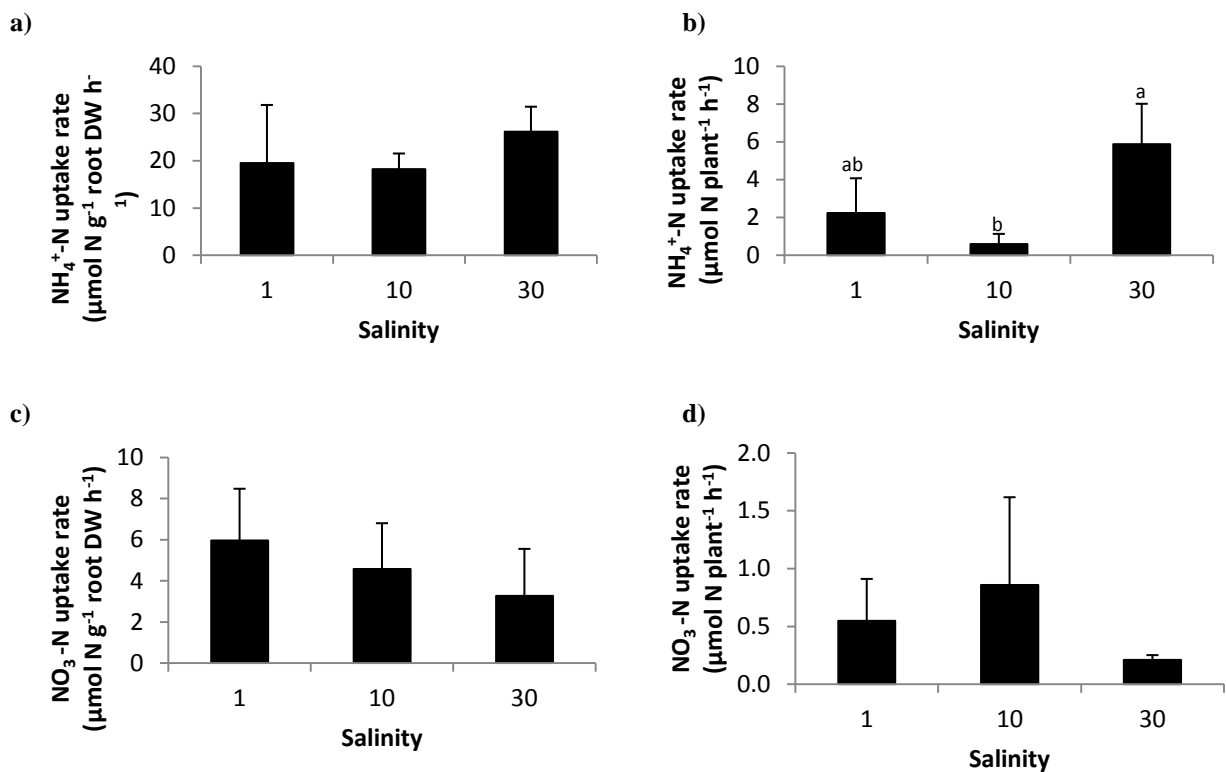 a)
NH₄⁺-N uptake rate
(µmol N g⁻¹ root DW h⁻
¹)
40
30
20
10
0
1 10 30
Salinity
b)
NH₄⁺-N uptake rate
(µmol N plant⁻¹ h⁻¹)
10
8
6
4
2
0
ab
b
a
1 10 30
Salinity
c)
NO₃ -N uptake rate
(µmol N g⁻¹ root DW h⁻¹)
10
8
6
4
2
0
1 10 30
Salinity
d)
NO₃ -N uptake rate
(µmol N plant⁻¹ h⁻¹)
2.0
1.5
1.0
0.5
0.0
1 10 30
Salinity